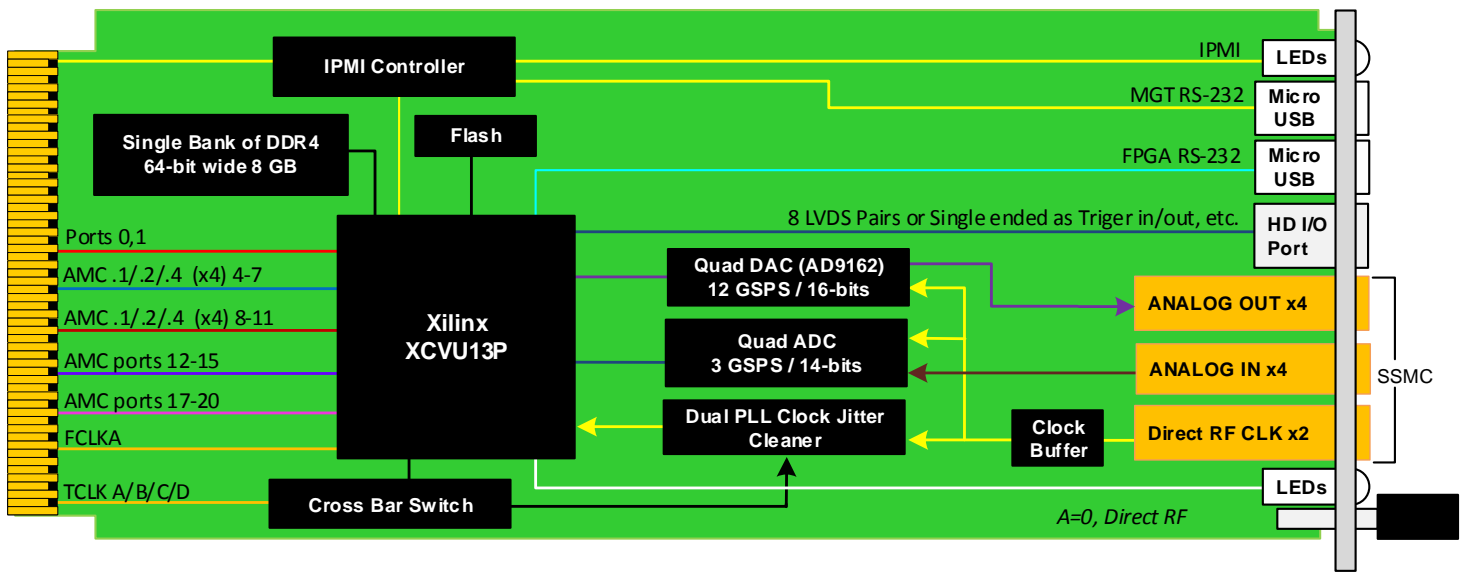 IPMI Controller
IPMI
LEDs
MGT RS-232
Micro
USB
Single Bank of DDR4
64-bit wide 8 GB
Flash
FPGA RS-232
Micro
USB
8 LVDS Pairs or Single ended as Triger in/out, etc.
HD I/O
Port
Ports 0,1
AMC .1/.2/.4 (x4) 4-7
AMC .1/.2/.4 (x4) 8-11
AMC ports 12-15
AMC ports 17-20
FCLKA
TCLK A/B/C/D
Xilinx
XCVU13P
Quad DAC (AD9162)
12 GSPS / 16-bits
Quad ADC
3 GSPS / 14-bits
Dual PLL Clock Jitter
Cleaner
Clock
Buffer
ANALOG OUT x4
ANALOG IN x4
Direct RF CLK x2
SSMC
Cross Bar Switch
LEDs
A=0, Direct RF